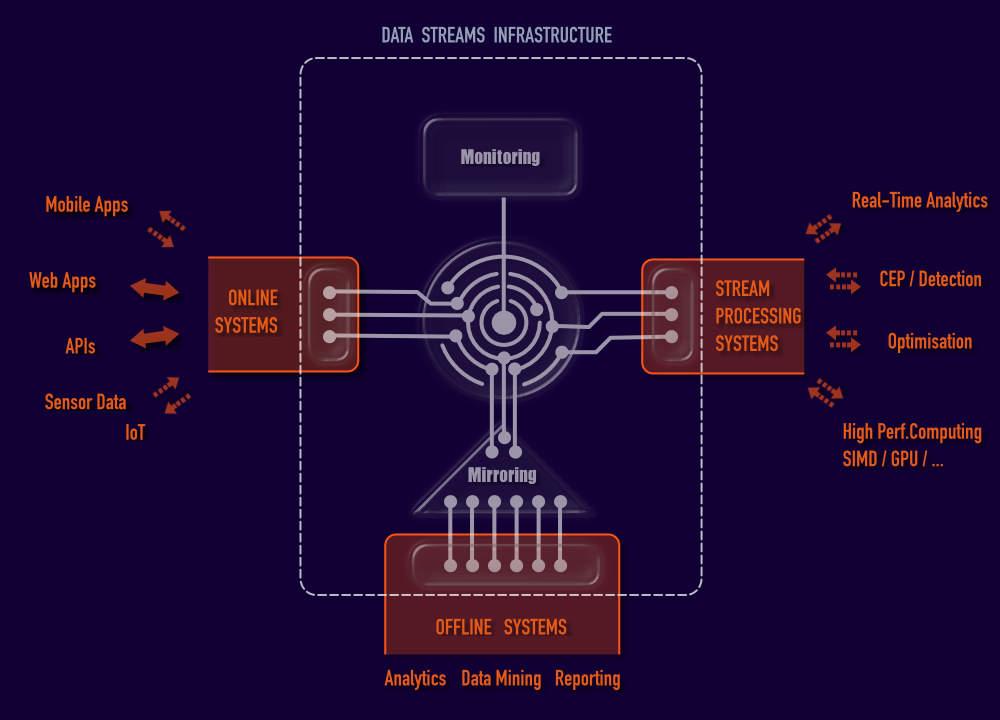 DATA STREAMS INFRASTRUCTURE
Monitoring
Mobile Apps
Web Apps
APIs
Sensor Data
IoT
ONLINE
SYSTEMS
STREAM
PROCESSING
SYSTEMS
Real-Time Analytics
CEP / Detection
Optimisation
High Perf.Computing
SIMD / GPU / ...
Mirroring
OFFLINE SYSTEMS
Analytics Data Mining Reporting